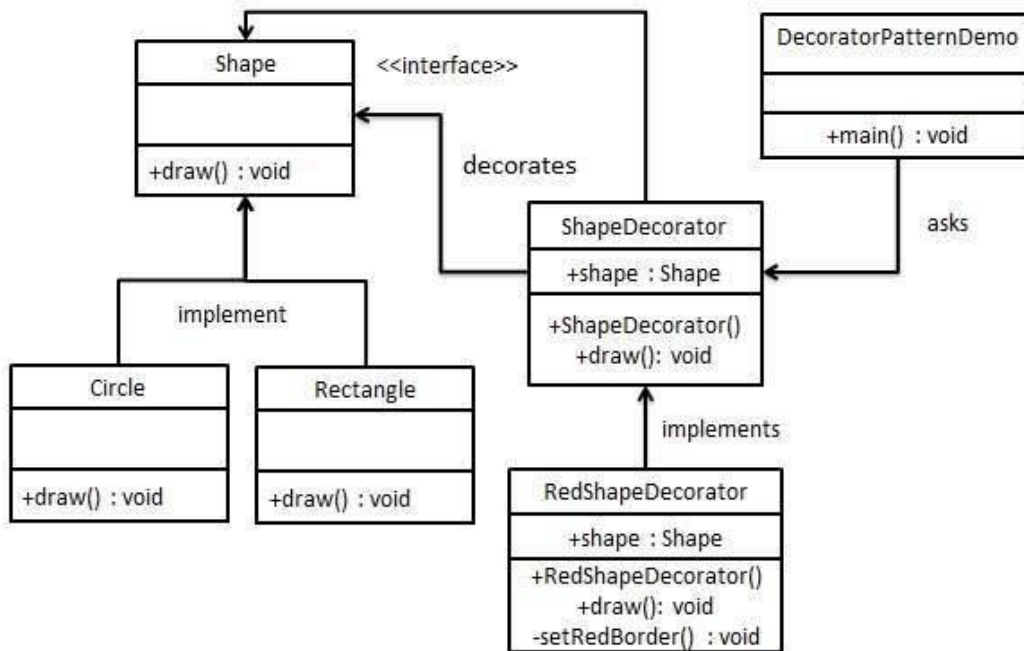 Shape
+draw() : void
<<interface>>
decorates
DecoratorPatternDemo
+main() : void
asks
ShapeDecorator
+shape : Shape
+ShapeDecorator()
+draw(): void
implement
Circle
+draw() : void
Rectangle
+draw() : void
implements
RedShapeDecorator
+shape : Shape
+RedShapeDecorator()
+draw(): void
-setRedBorder() : void